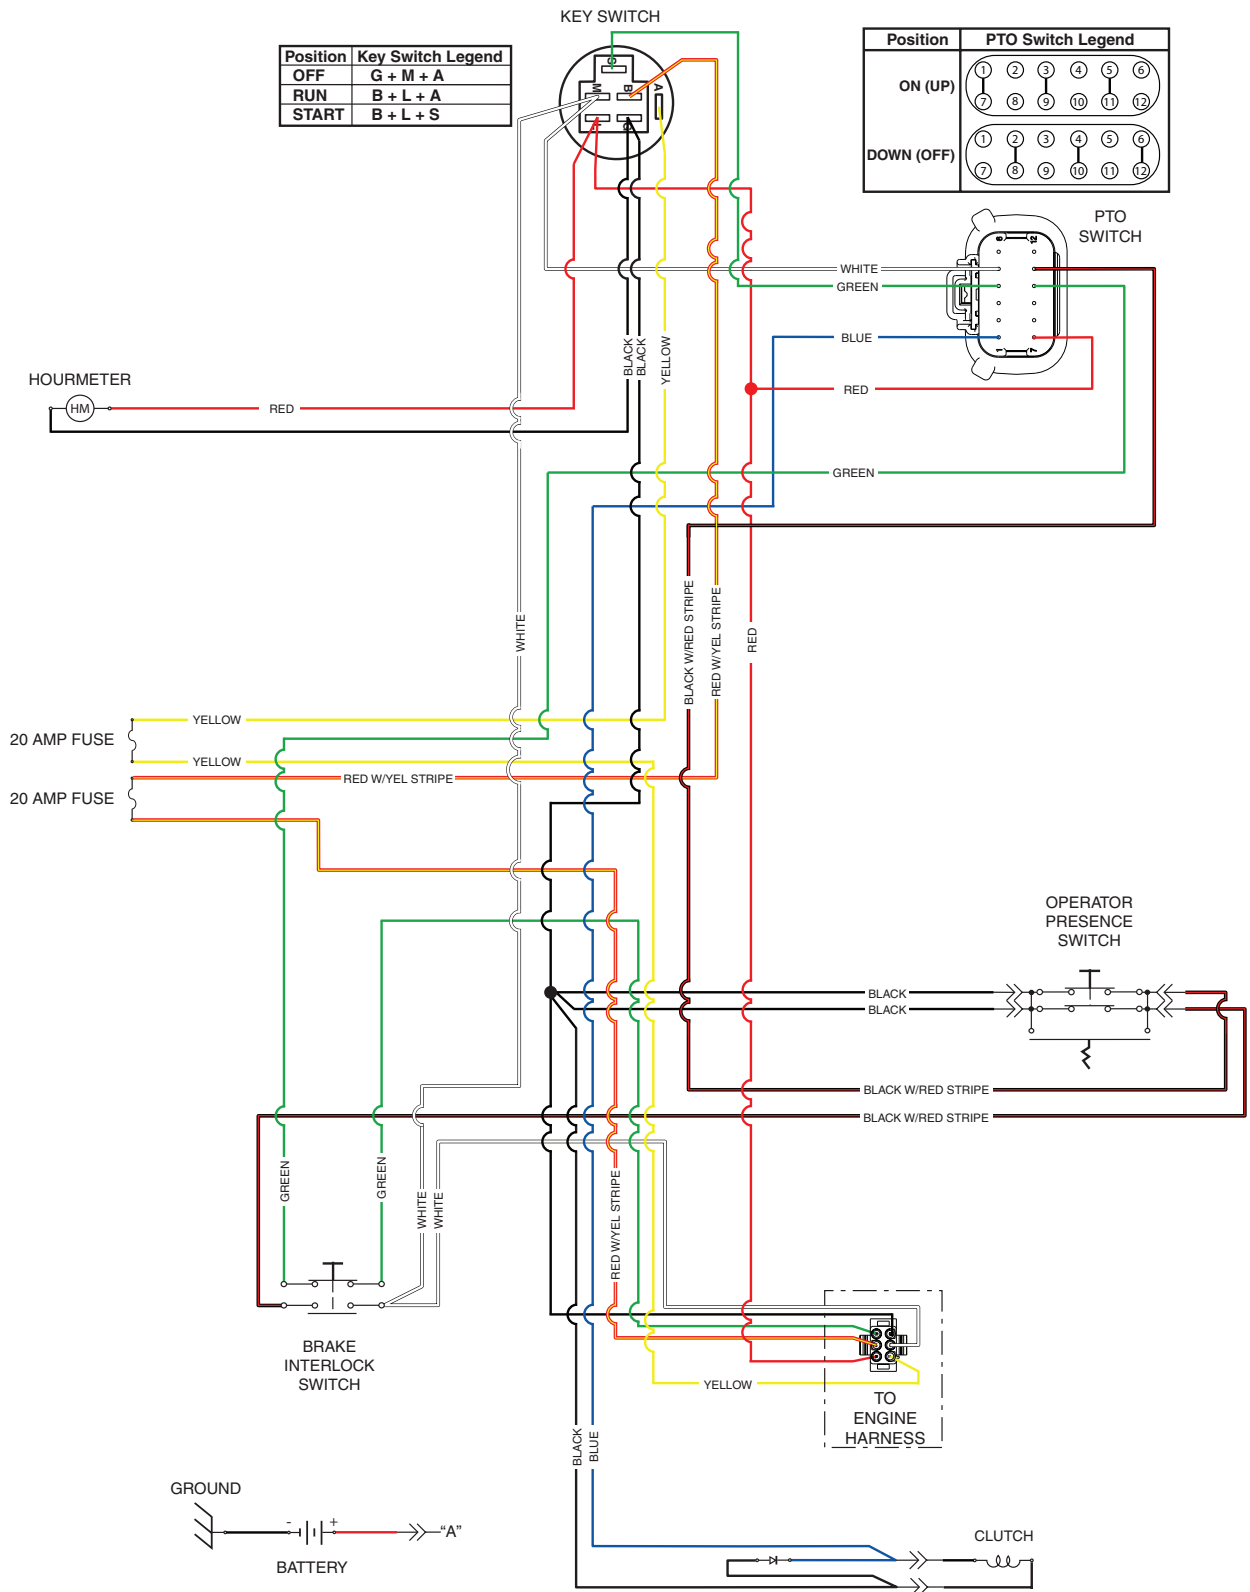 KEY SWITCH
Position Key Switch Legend
OFF G + M + A
RUN B + L + A
START B + L + S
Position PTO Switch Legend
ON (UP)
1 2 3 4 5 6
7 8 9 10 11 12
DOWN (OFF)
1 2 3 4 5 6
7 8 9 10 11 12
M B A
G
PTO
SWITCH
6 12
1 7
WHITE
GREEN
BLUE
RED
BLACK
BLACK
YELLOW
HOURMETER
HM
RED
GREEN
WHITE
BLACK W/RED STRIPE
RED W/YEL STRIPE
RED
20 AMP FUSE
YELLOW
YELLOW
20 AMP FUSE
RED W/YEL STRIPE
OPERATOR
PRESENCE
SWITCH
BLACK
BLACK
BLACK W/RED STRIPE
BLACK W/RED STRIPE
GREEN
GREEN
WHITE
WHITE
RED W/YEL STRIPE
BRAKE
INTERLOCK
SWITCH
YELLOW
TO
ENGINE
HARNESS
BLACK
BLUE
GROUND
- +
"A"
BATTERY
CLUTCH